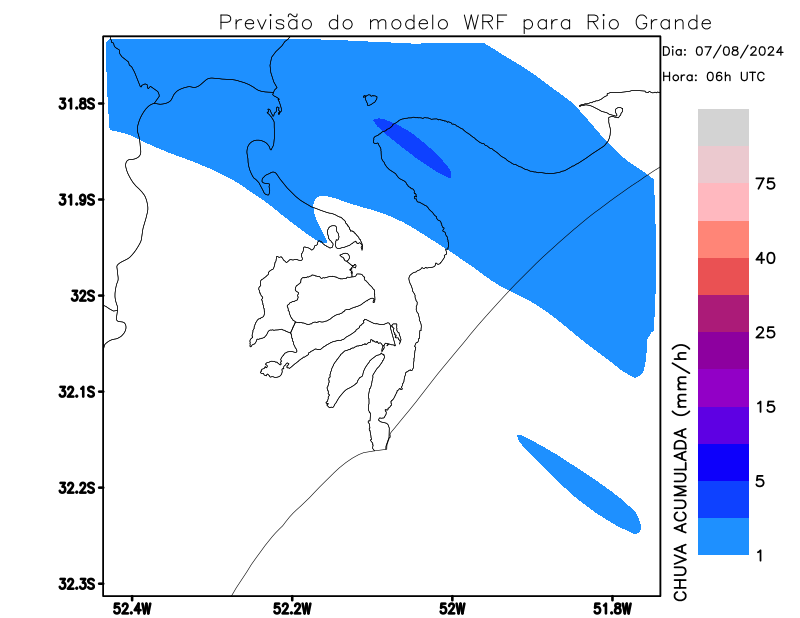 Previsão do modelo WRF para Rio Grande
Dia: 07/08/2024
Hora: 06h UTC
31.8S
31.9S
32S
32.1S
32.2S
32.3S
52.4W
52.2W
52W
51.8W
CHUVA ACUMULADA (mm/h)
75
40
25
15
5
1